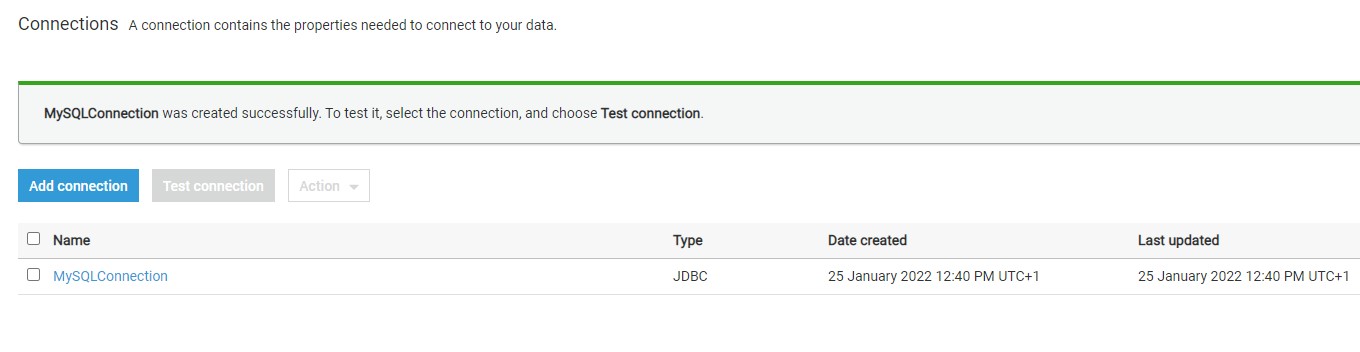 Connections A connection contains the properties needed to connect to your data.
MySQLConnection was created successfully. To test it, select the connection, and choose Test connection.
Add connection Test connection Action
Name Type Date created Last updated
MySQLConnection JDBC 25 January 2022 12:40 PM UTC+1 25 January 2022 12:40 PM UTC+1